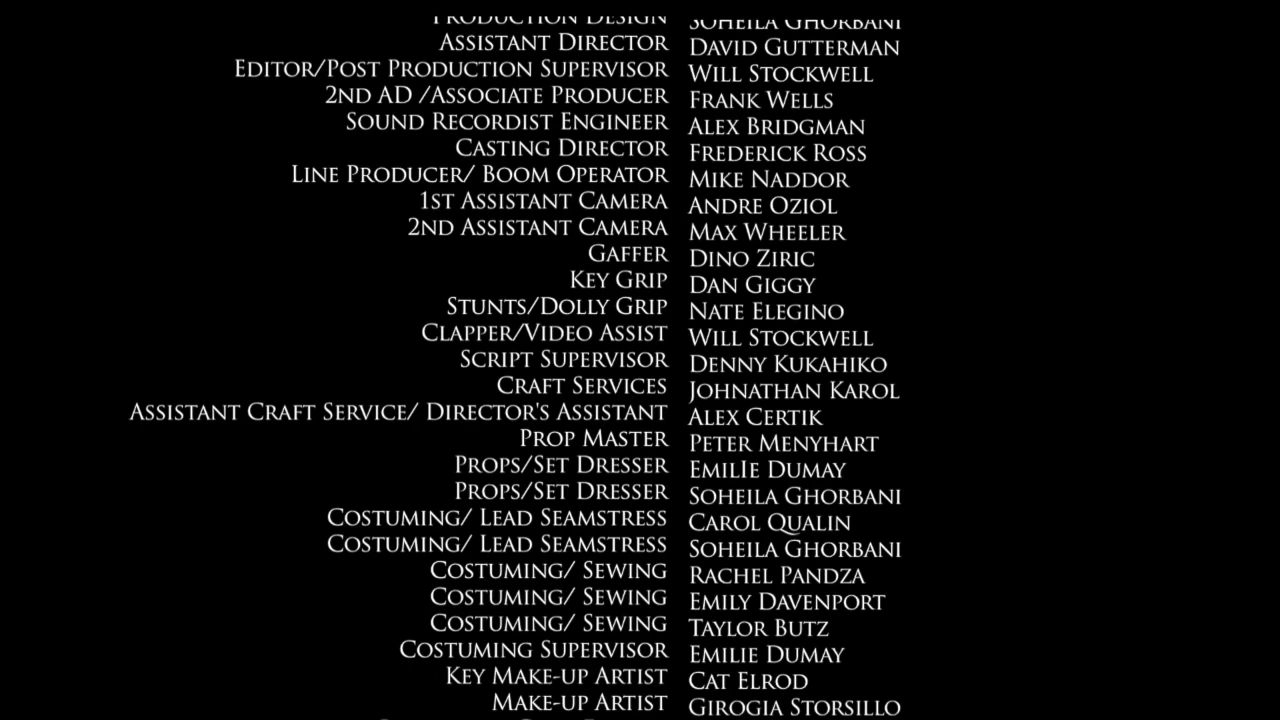 PRODUCTION DESIGN SOHEILA GHORBANI
ASSISTANT DIRECTOR DAVID GUTTERMAN
EDITOR/POST PRODUCTION SUPERVISOR WILL STOCKWELL
2ND AD /ASSOCIATE PRODUCER FRANK WELLS
SOUND RECORDIST ENGINEER ALEX BRIDGMAN
CASTING DIRECTOR FREDERICK ROSS
LINE PRODUCER/ BOOM OPERATOR MIKE NADDOR
1ST ASSISTANT CAMERA ANDRE OZIOL
2ND ASSISTANT CAMERA MAX WHEELER
GAFFER DINO ZIRIC
KEY GRIP DAN GIGGY
STUNTS/DOLLY GRIP NATE ELEGINO
CLAPPER/VIDEO ASSIST WILL STOCKWELL
SCRIPT SUPERVISOR DENNY KUKAHIKO
CRAFT SERVICES JOHNATHAN KAROL
ASSISTANT CRAFT SERVICE/ DIRECTOR'S ASSISTANT ALEX CERTIK
PROP MASTER PETER MENYHART
PROPS/SET DRESSER EMILIE DUMAY
PROPS/SET DRESSER SOHEILA GHORBANI
COSTUMING/ LEAD SEAMSTRESS CAROL QUALIN
COSTUMING/ LEAD SEAMSTRESS SOHEILA GHORBANI
COSTUMING/ SEWING RACHEL PANDZA
COSTUMING/ SEWING EMILY DAVENPORT
COSTUMING/ SEWING TAYLOR BUTZ
COSTUMING SUPERVISOR EMILIE DUMAY
KEY MAKE-UP ARTIST CAT ELROD
MAKE-UP ARTIST GIROGIA STORSILLO